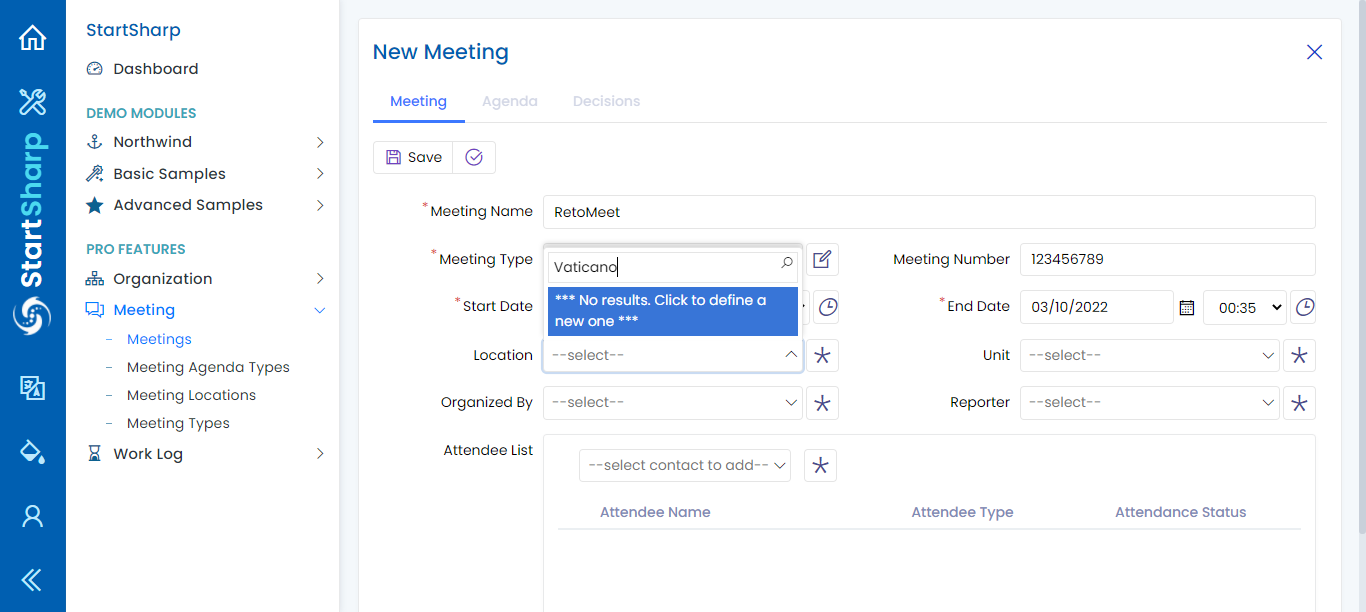 StartSharp
StartSharp
Dashboard
DEMO MODULES
Northwind
Basic Samples
Advanced Samples
PRO FEATURES
Organization
Meeting
Meetings
Meeting Agenda Types
Meeting Locations
Meeting Types
Work Log
New Meeting
Meeting Agenda Decisions
Save
*Meeting Name RetoMeet
*Meeting Type Vaticano Meeting Number 123456789
*** No results. Click to define a
new one ***
*Start Date *End Date 03/10/2022 00:35
Location --select-- Unit --select--
Organized By --select-- Reporter --select--
Attendee List
--select contact to add--
Attendee Name Attendee Type Attendance Status